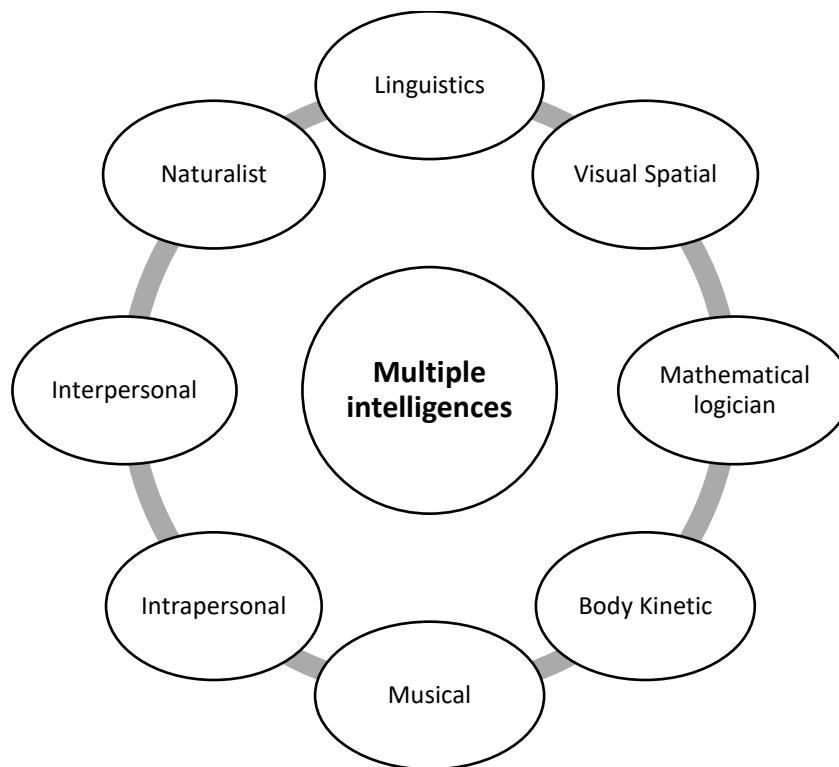 Linguistics
Visual Spatial
Mathematical
logician
Body Kinetic
Musical
Intrapersonal
Interpersonal
Naturalist
Multiple
intelligences